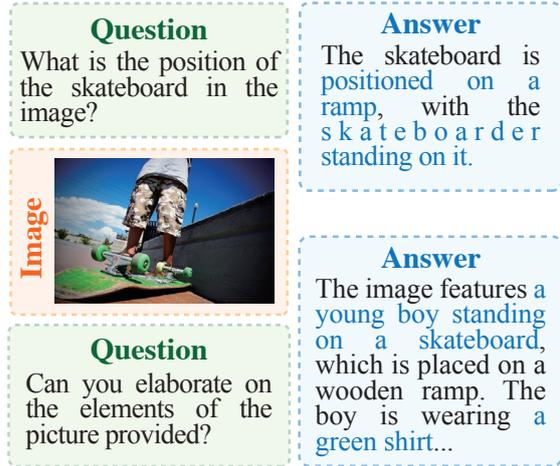 Question
What is the position of
the skateboard in the
image?
Answer
The skateboard is
positioned on a
ramp, with the
skateboarder
standing on it.
Image
Question
Can you elaborate on
the elements of the
picture provided?
Answer
The image features a
young boy standing
on a skateboard,
which is placed on a
wooden ramp. The
boy is wearing a
green shirt...